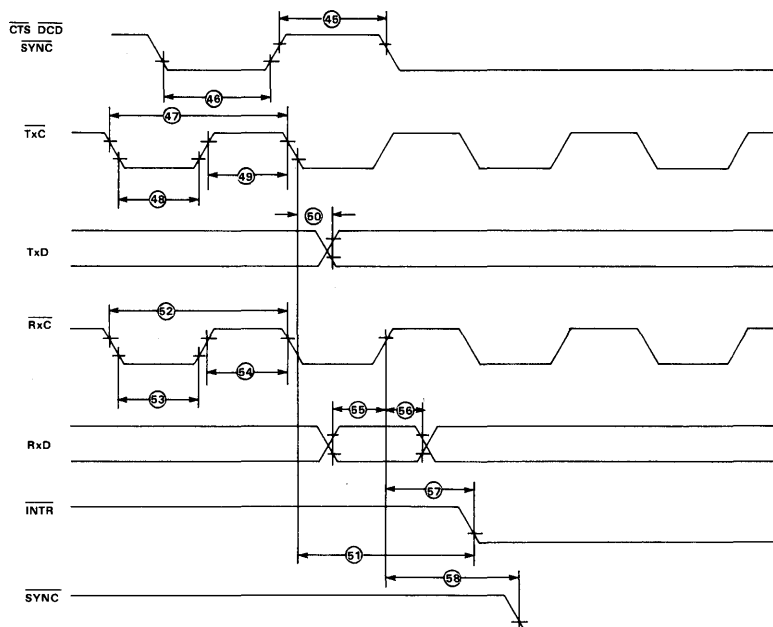 CTS DCD
SYNC
45
46
47
TxC
49
48
50
TxD
52
RxC
54
53
55
56
RxD
57
INTR
51
58
SYNC